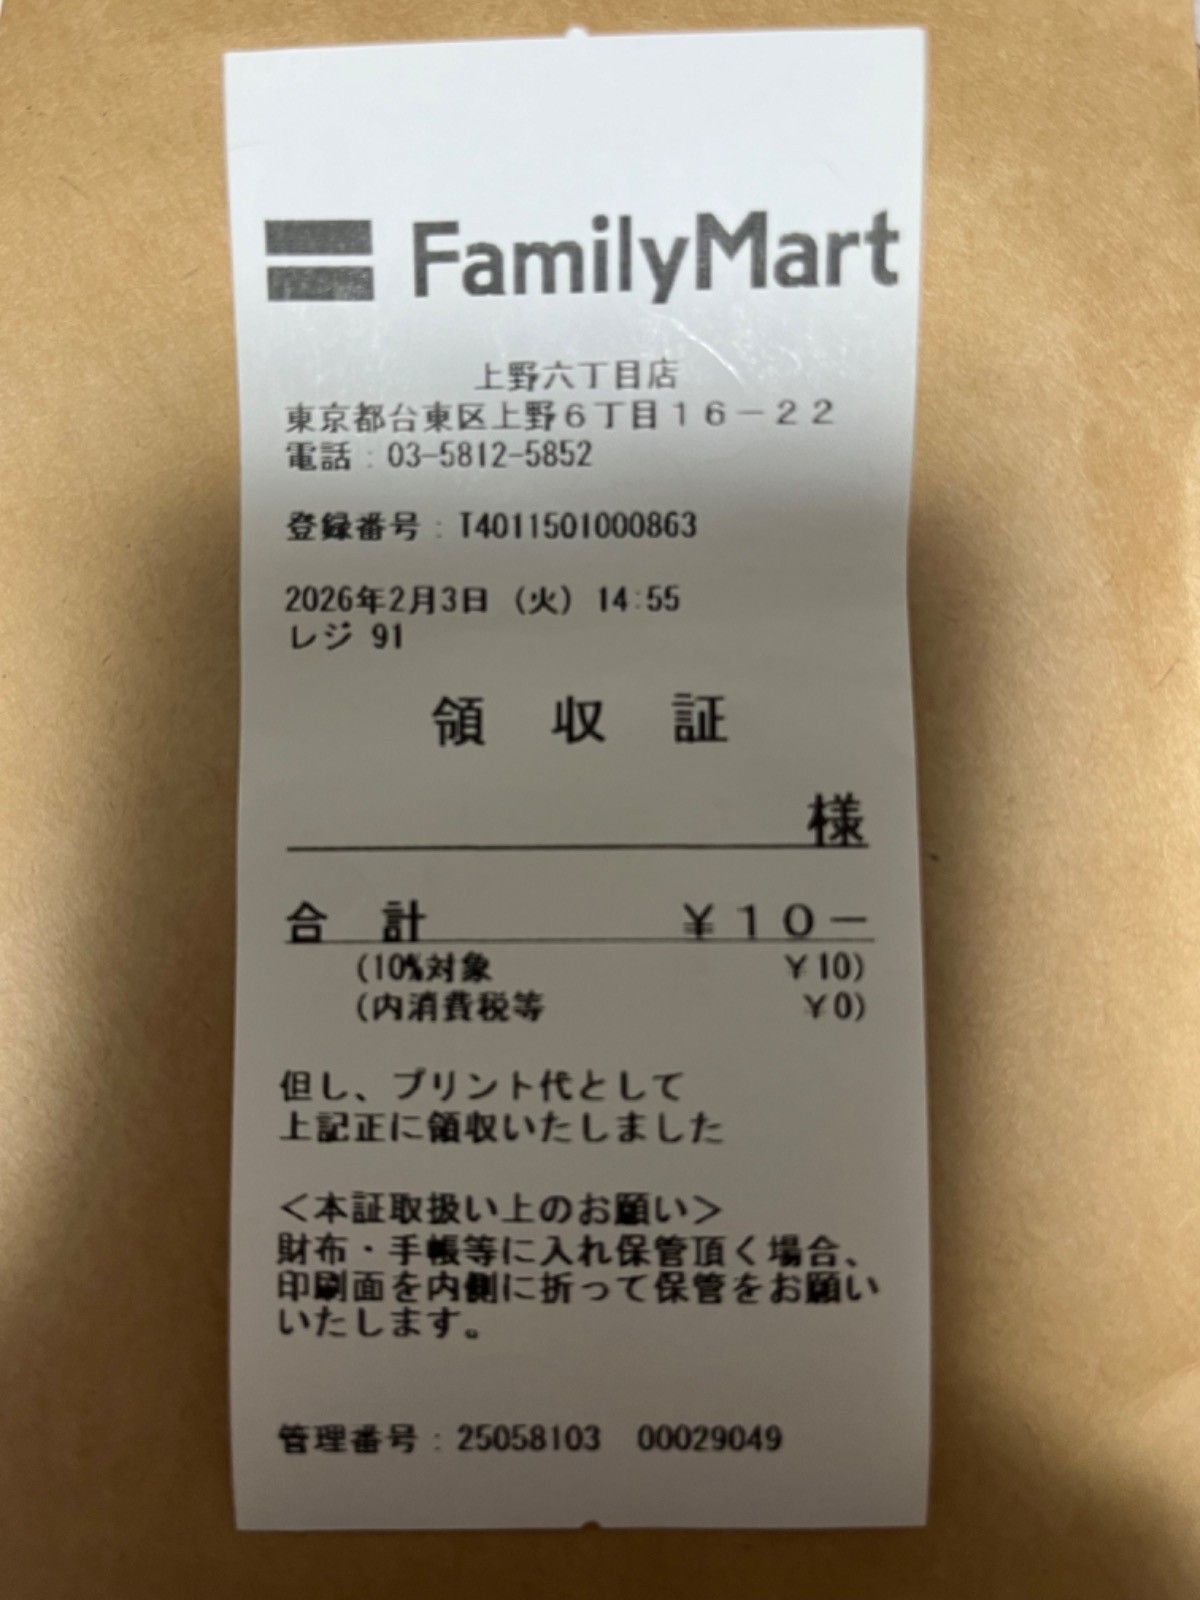 FamilyMart
上野六丁目店
東京都台東区上野6丁目16-22
電話：03-5812-5852
登録番号：T4011501000863
2026年2月3日（火）14:55
レジ 91
領 収 証
様
合 計 ￥10－
(10%対象 ￥10)
(内消費税等 ￥0)
但し、プリント代として
上記正に領収いたしました
＜本証取扱い上のお願い＞
財布・手帳等に入れ保管頂く場合、
印刷面を内側に折って保管をお願い
いたします。
管理番号：25058103 00029049